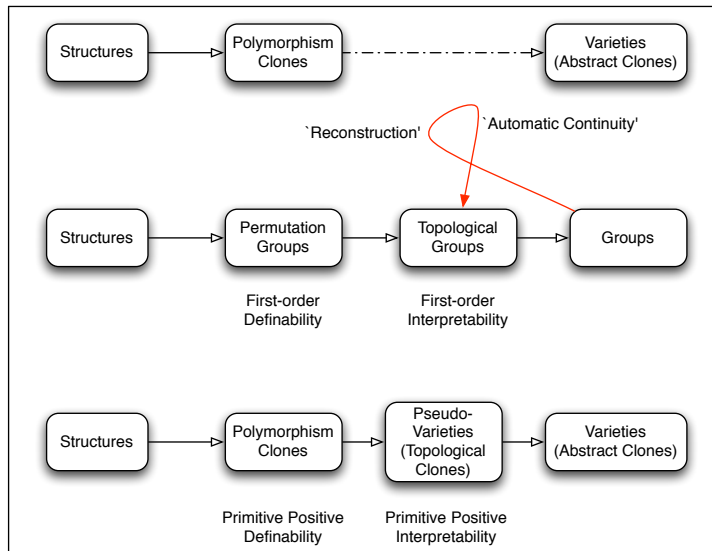 Structures
Polymorphism
Clones
Varieties
(Abstract Clones)
`Reconstruction'
`Automatic Continuity'
Structures
Permutation
Groups
Topological
Groups
Groups
First-order
Definability
First-order
Interpretability
Structures
Polymorphism
Clones
Pseudo-
Varieties
(Topological
Clones)
Varieties
(Abstract Clones)
Primitive Positive
Definability
Primitive Positive
Interpretability